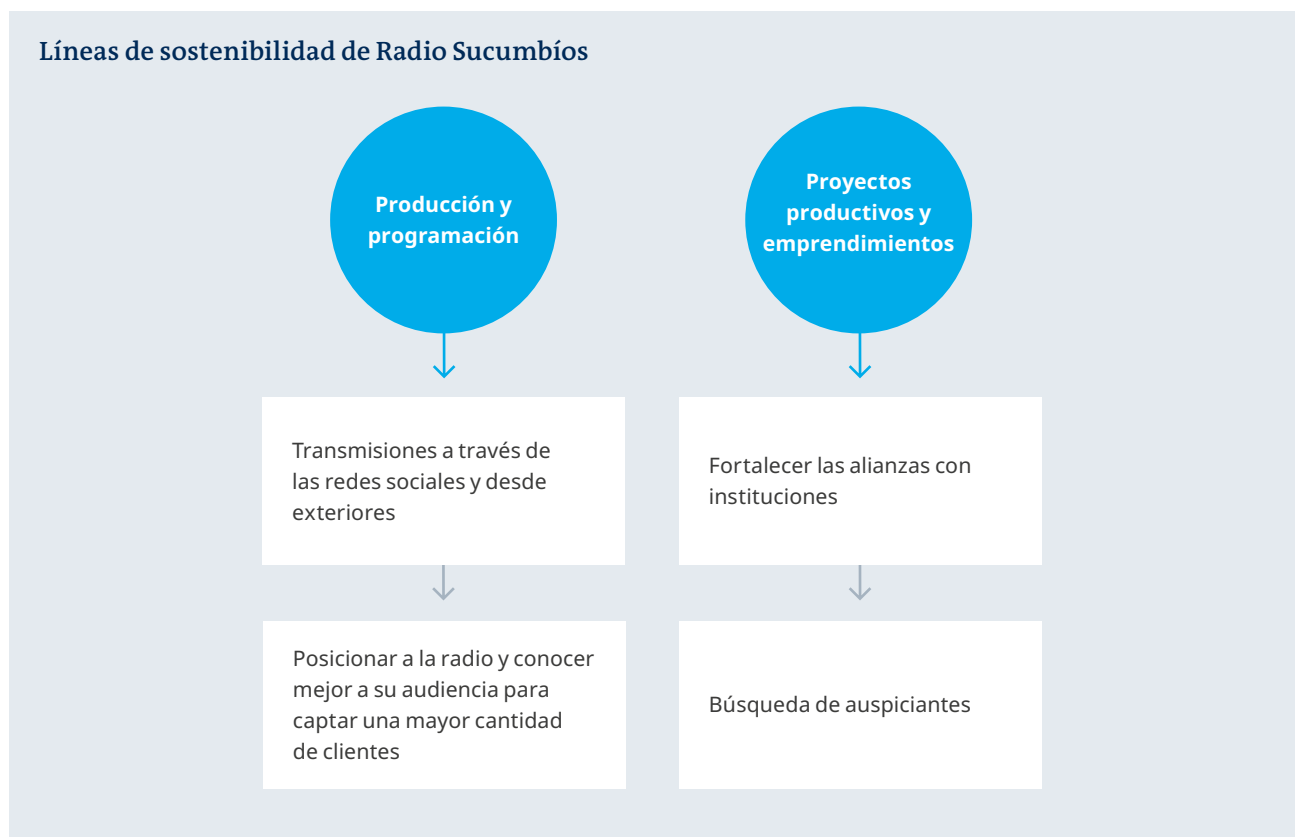 Líneas de sostenibilidad de Radio Sucumbíos
Producción y
programación
Transmisiones a través de
las redes sociales y desde
exteriores
Posicionar a la radio y conocer
mejor a su audiencia para
captar una mayor cantidad
de clientes
Proyectos
productivos y
emprendimientos
Fortalecer las alianzas con
instituciones
Búsqueda de auspiciantes